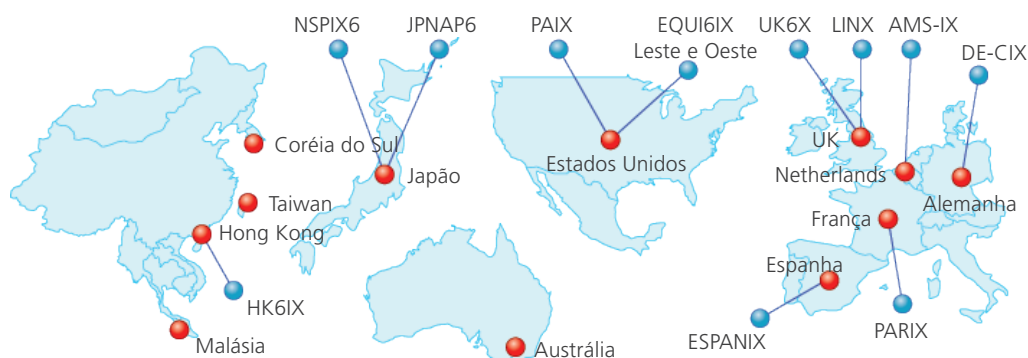 NSPIX6
JPNAP6
PAIX
EQUI6IX
Leste e Oeste
UK6X
LINX
AMS-IX
DE-CIX
Coréia do Sul
Japão
Estados Unidos
UK
Netherlands
Taiwan
Alemanha
Hong Kong
França
Espanha
HK6IX
PARIX
ESPANIX
Malásia
Austrália